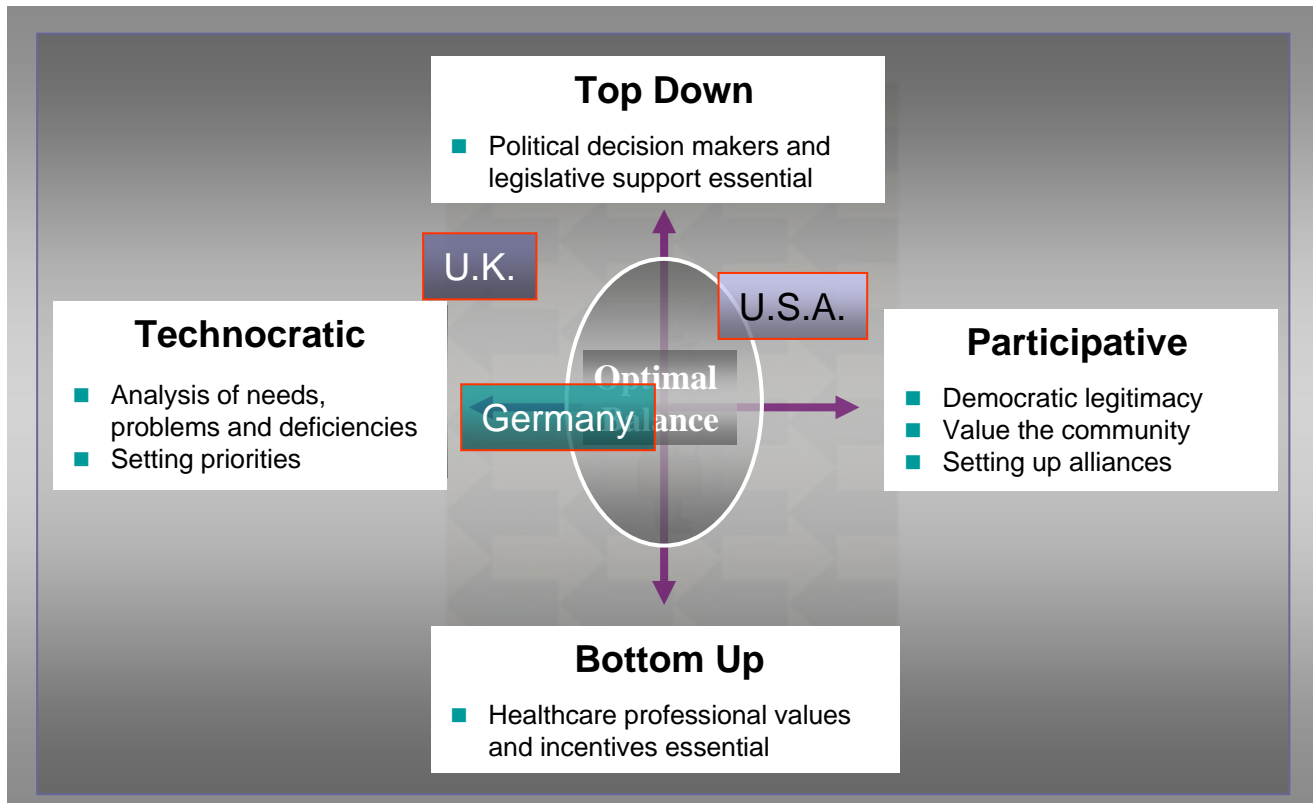 Top Down
■ Political decision makers and
legislative support essential
U.K.
U.S.A.
Technocratic
■ Analysis of needs,
problems and deficiencies
■ Setting priorities
Optimal
Balance
Germany
Participative
■ Democratic legitimacy
■ Value the community
■ Setting up alliances
Bottom Up
■ Healthcare professional values
and incentives essential